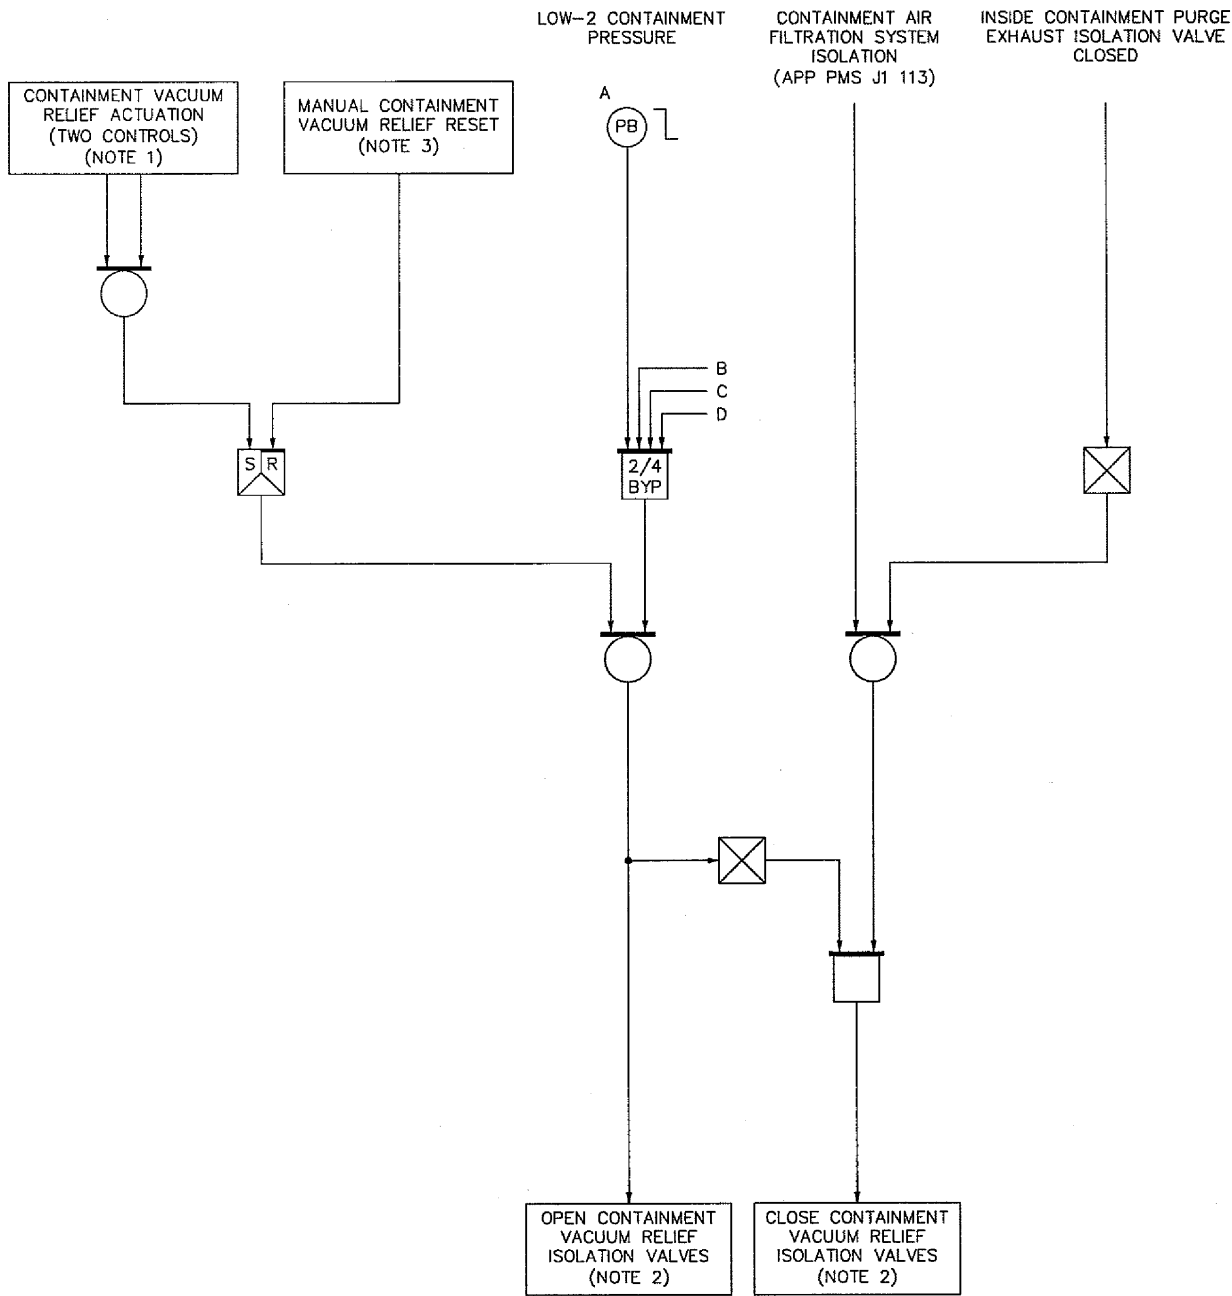 LOW-2 CONTAINMENT
PRESSURE
CONTAINMENT AIR
FILTRATION SYSTEM
ISOLATION
(APP PMS J1 113)
INSIDE CONTAINMENT PURGE
EXHAUST ISOLATION VALVE
CLOSED
CONTAINMENT VACUUM
RELIEF ACTUATION
(TWO CONTROLS)
(NOTE 1)
MANUAL CONTAINMENT
VACUUM RELIEF RESET
(NOTE 3)
A
PB
B
C
D
S R
2/4
BYP
OPEN CONTAINMENT
VACUUM RELIEF
ISOLATION VALVES
(NOTE 2)
CLOSE CONTAINMENT
VACUUM RELIEF
ISOLATION VALVES
(NOTE 2)